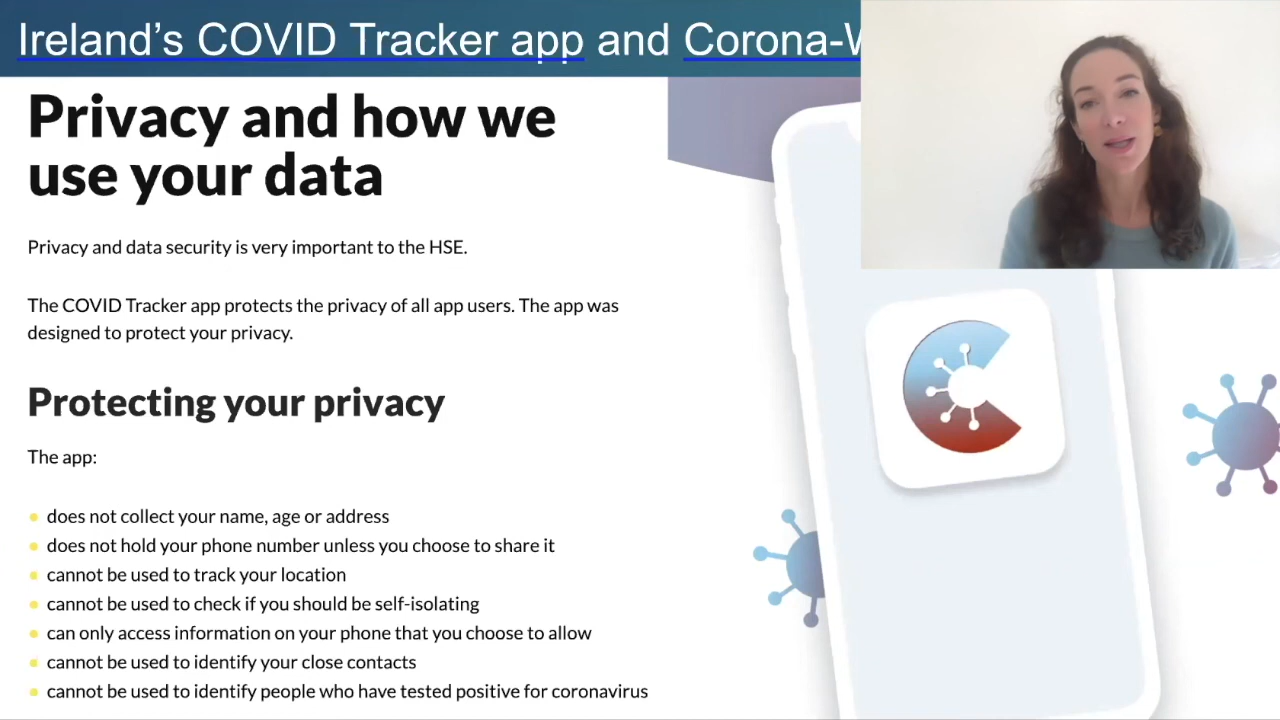 Ireland's COVID Tracker app and Corona-
Privacy and how we
use your data
Privacy and data security is very important to the HSE.
The COVID Tracker app protects the privacy of all app users. The app was
designed to protect your privacy.
Protecting your privacy
The app:
does not collect your name, age or address
does not hold your phone number unless you choose to share it
cannot be used to track your location
cannot be used to check if you should be self-isolating
can only access information on your phone that you choose to allow
cannot be used to identify your close contacts
cannot be used to identify people who have tested positive for coronavirus